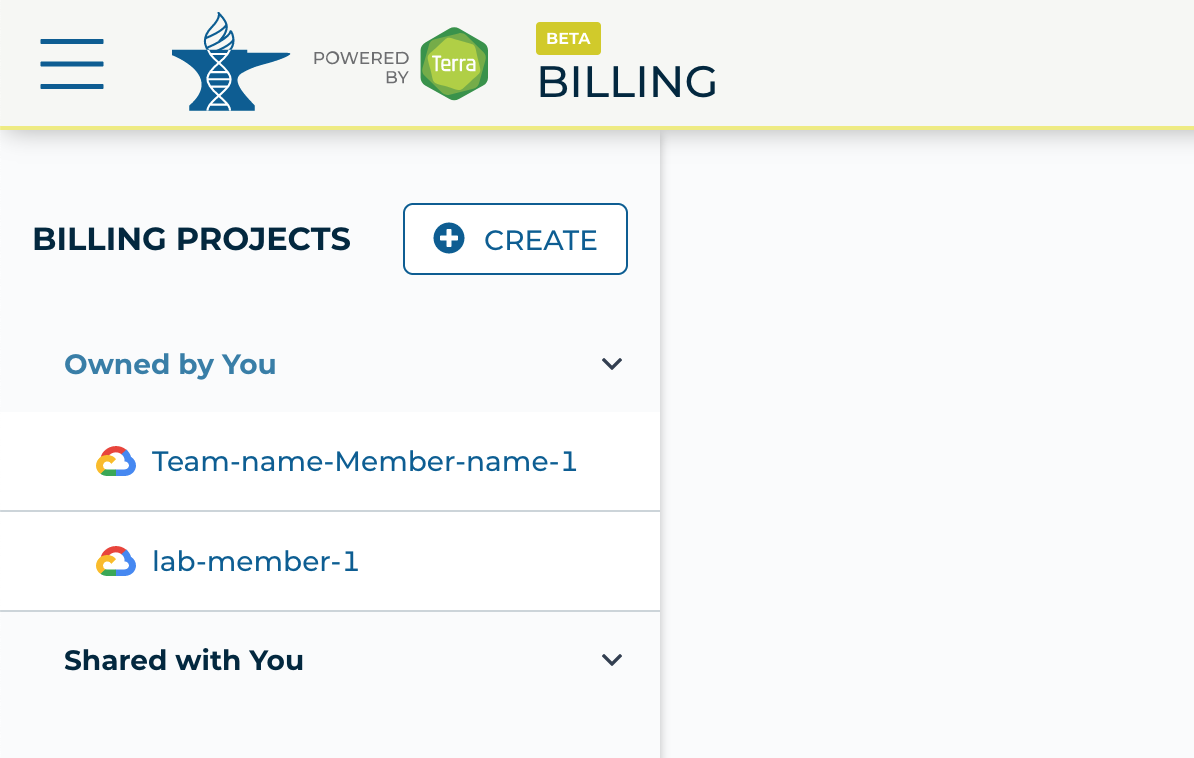 POWERED
BY
Terra
BETA
BILLING
BILLING PROJECTS
CREATE
Owned by You
Team-name-Member-name-1
lab-member-1
Shared with You